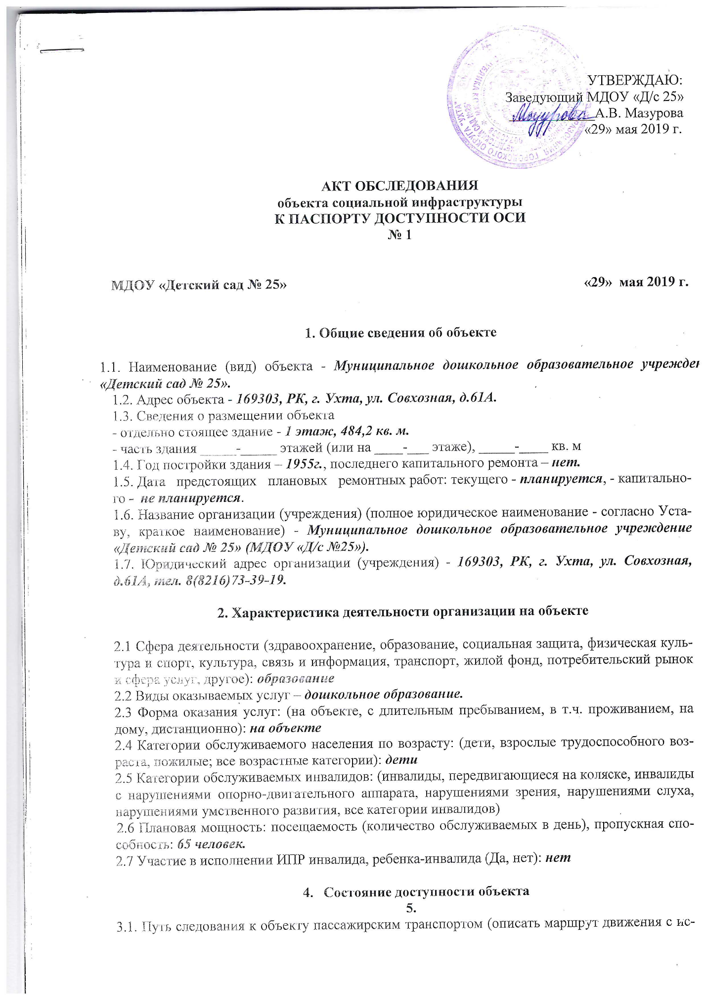 УТВЕРЖДАЮ:
Заведующий МДОУ «Д/с 25»
Мазурова А.В. Мазурова
«29» мая 2019 г.
АКТ ОБСЛЕДОВАНИЯ
объекта социальной инфраструктуры
К ПАСПОРТУ ДОСТУПНОСТИ ОСИ
№ 1
МДОУ «Детский сад № 25» «29» мая 2019 г.
1. Общие сведения об объекте
1.1. Наименование (вид) объекта - Муниципальное дошкольное образовательное учрежде
«Детский сад № 25».
1.2. Адрес объекта - 169303, РК, г. Ухта, ул. Совхозная, д.61А.
1.3. Сведения о размещении объекта
- отдельно стоящее здание - 1 этаж, 484,2 кв. м.
- часть здания _____-_____ этажей (или на ____-___ этаже), _____-____ кв. м
1.4. Год постройки здания – 1955г., последнего капитального ремонта – нет.
1.5. Дата предстоящих плановых ремонтных работ: текущего - планируется, - капитально-
го - не планируется.
1.6. Название организации (учреждения) (полное юридическое наименование - согласно Уста-
ву, краткое наименование) - Муниципальное дошкольное образовательное учреждение
«Детский сад № 25» (МДОУ «Д/с №25»).
1.7. Юридический адрес организации (учреждения) - 169303, РК, г. Ухта, ул. Совхозная,
д.61А, тел. 8(8216)73-39-19.
2. Характеристика деятельности организации на объекте
2.1 Сфера деятельности (здравоохранение, образование, социальная защита, физическая куль-
тура и спорт, культура, связь и информация, транспорт, жилой фонд, потребительский рынок
и сфера услуг, другое): образование
2.2 Виды оказываемых услуг – дошкольное образование.
2.3 Форма оказания услуг: (на объекте, с длительным пребыванием, в т.ч. проживанием, на
дому, дистанционно): на объекте
2.4 Категории обслуживаемого населения по возрасту: (дети, взрослые трудоспособного воз-
раста, пожилые; все возрастные категории): дети
2.5 Категории обслуживаемых инвалидов: (инвалиды, передвигающиеся на коляске, инвалиды
с нарушениями опорно-двигательного аппарата, нарушениями зрения, нарушениями слуха,
нарушениями умственного развития, все категории инвалидов)
2.6 Плановая мощность: посещаемость (количество обслуживаемых в день), пропускная спо-
собность: 65 человек.
2.7 Участие в исполнении ИПР инвалида, ребенка-инвалида (Да, нет): нет
4. Состояние доступности объекта
5.
3.1. Путь следования к объекту пассажирским транспортом (описать маршрут движения с ис-